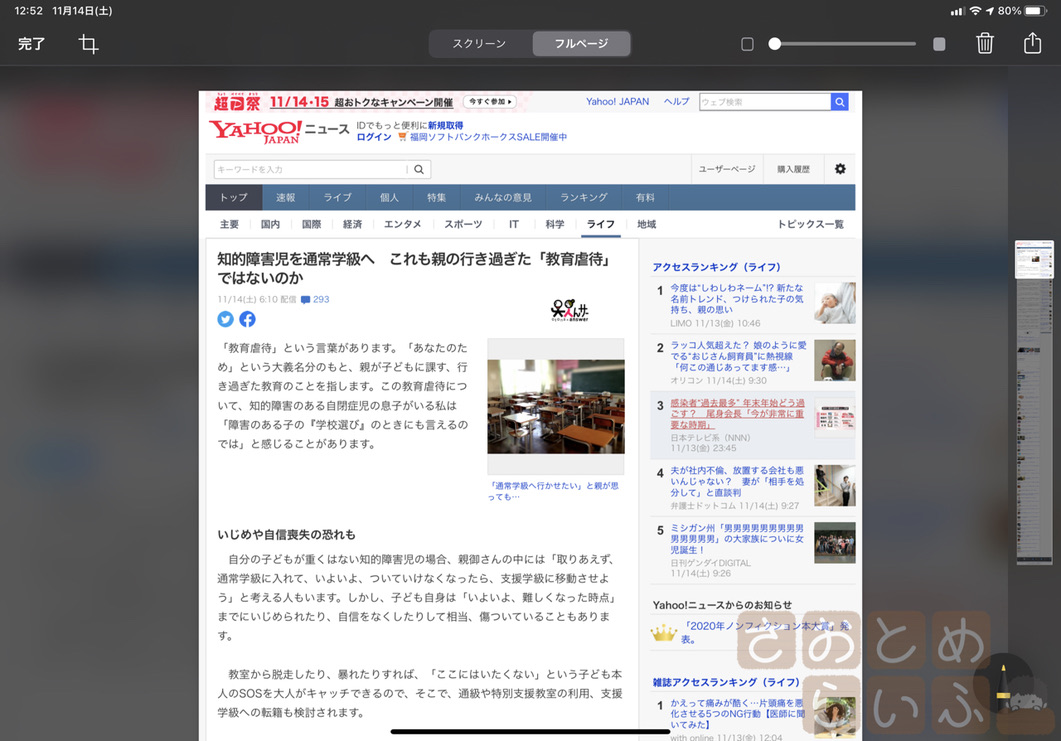 12:52 11月14日(土)
80%
完了
スクリーン フルページ
超PayPay祭 11/14・15 超おトクなキャンペーン開催 今すぐ参加
Yahoo! JAPAN ヘルプ
ウェブ検索
YAHOO! JAPAN ニュース
IDでもっと便利に新規取得
ログイン 福岡ソフトバンクホークスSALE開催中
キーワードを入力
ユーザーページ 購入履歴
トップ 速報 ライブ 個人 特集 みんなの意見 ランキング 有料
主要 国内 国際 経済 エンタメ スポーツ IT 科学 ライフ 地域 トピックス一覧
知的障害児を通常学級へ これも親の行き過ぎた「教育虐待」
ではないのか
11/14(土) 6:10 配信 293
answer
「教育虐待」という言葉があります。「あなたのた
め」という大義名分のもと、親が子どもに課す、行
き過ぎた教育のことを指します。この教育虐待につ
いて、知的障害のある自閉症児の息子がいる私は
「障害のある子の『学校選び』のときにも言えるの
では」と感じることがあります。
「通常学級へ行かせたい」と親が思
っても…
いじめや自信喪失の恐れも
自分の子どもが重くはない知的障害児の場合、親御さんの中には「取りあえず、
通常学級に入れて、いよいよ、ついていけなくなったら、支援学級に移動させよ
う」と考える人もいます。しかし、子ども自身は「いよいよ、難しくなった時点」
までにいじめられたり、自信をなくしたりして相当、傷ついていることもありま
す。
教室から脱走したり、暴れたりすれば、「ここにはいたくない」という子ども本
人のSOSを大人がキャッチできるので、そこで、通級や特別支援教室の利用、支援
学級への転籍も検討されます。
アクセスランキング（ライフ）
1 今度は“しわしわネーム”!? 新たな
名前トレンド、つけられた子の気
持ち、親の思い
LIMO 11/13(金) 10:46
2 ラッコ人気超えた？ 娘のように愛
でる“おじさん飼育員”に熱視線
「何この通じあってます感…」
オリコン 11/14(土) 9:30
3 感染者“過去最多” 年末年始どう過
ごす？ 尾身会長「今が非常に重
要な時期」
日本テレビ系（NNN）
11/13(金) 23:45
4 夫が社内不倫、放置する会社も悪
いんじゃない？ 妻が「相手を処
分して」と直談判
弁護士ドットコム 11/14(土) 9:27
5 ミシガン州「男男男男男男男男男
男男男男男」の大家族についに女
児誕生！
日刊ゲンダイDIGITAL
11/14(土) 9:26
Yahoo!ニュースからのお知らせ
「2020年ノンフィクション本大賞」発
表。
雑誌アクセスランキング（ライフ）
1 かえって痛みが酷く…片頭痛を悪
化させる5つのNG行動【医師に聞
いてみた】
with online 11/13(金) 12:04
さおとめ
らいふ